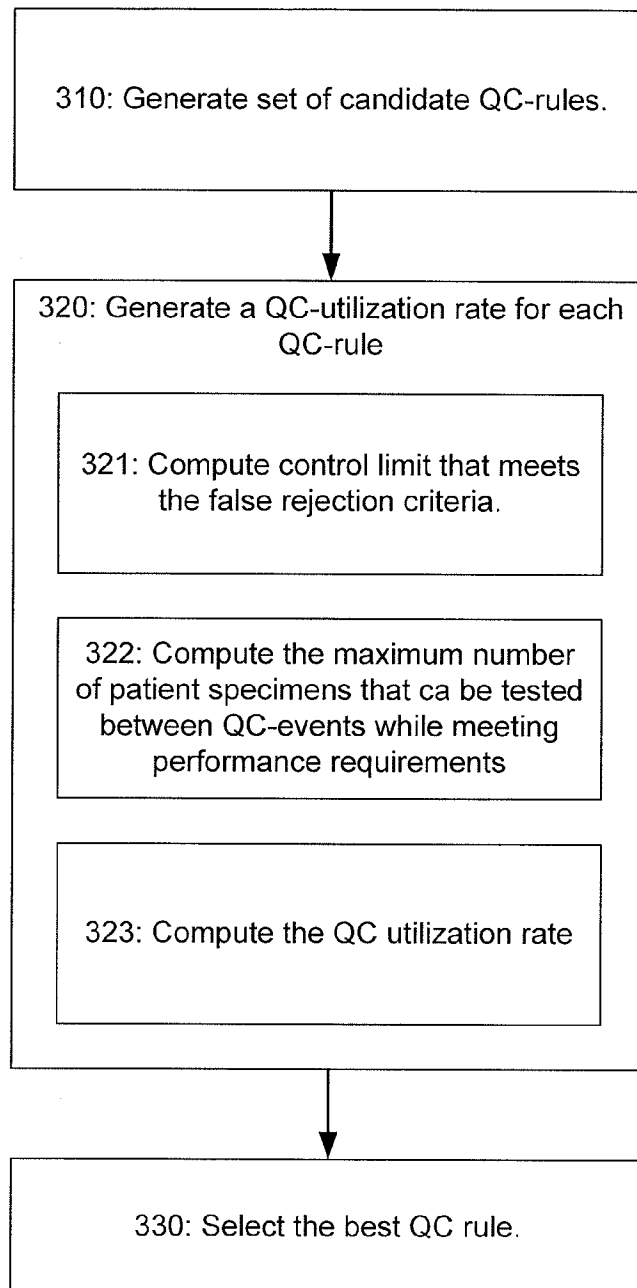 310: Generate set of candidate QC-rules.
320: Generate a QC-utilization rate for each
QC-rule
321: Compute control limit that meets
the false rejection criteria.
322: Compute the maximum number
of patient specimens that ca be tested
between QC-events while meeting
performance requirements
323: Compute the QC utilization rate
330: Select the best QC rule.